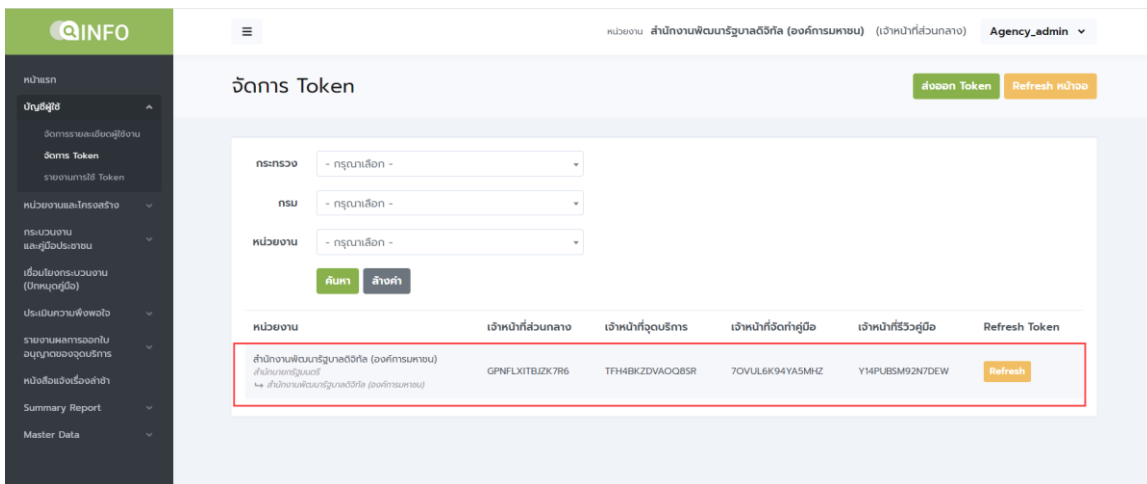 INFO
หน่วยงาน สำนักงานพัฒนารัฐบาลดิจิทัล (องค์การมหาชน) (เจ้าหน้าที่ส่วนกลาง) Agency_admin
หน้าแรก
บัญชีผู้ใช้
จัดการรายละเอียดผู้ใช้งาน
จัดการ Token
รายงานการใช้ Token
หน่วยงานและโครงสร้าง
กระบวนงาน
และคู่มือประชาชน
เชื่อมโยงกระบวนงาน
(ปักหมุดคู่มือ)
ประเมินความพึงพอใจ
รายงานผลการออกใบ
อนุญาตของจุดบริการ
หนังสือแจ้งเรื่องล่าช้า
Summary Report
Master Data
จัดการ Token
ส่งออก Token
Refresh หน้าจอ
กระทรวง - กรุณาเลือก -
กรม - กรุณาเลือก -
หน่วยงาน - กรุณาเลือก -
ค้นหา ล้างค่า
หน่วยงาน เจ้าหน้าที่ส่วนกลาง เจ้าหน้าที่จุดบริการ เจ้าหน้าที่จัดทำคู่มือ เจ้าหน้าที่รีวิวคู่มือ Refresh Token
สำนักงานพัฒนารัฐบาลดิจิทัล (องค์การมหาชน)
สำนักนายกรัฐมนตรี
↳ สำนักงานพัฒนารัฐบาลดิจิทัล (องค์การมหาชน)
GPNFLXITBJZK7R6 TFH4BKZDVAOQ8SR 7OVUL6K94YA5MHZ Y14PUBSM92N7DEW Refresh